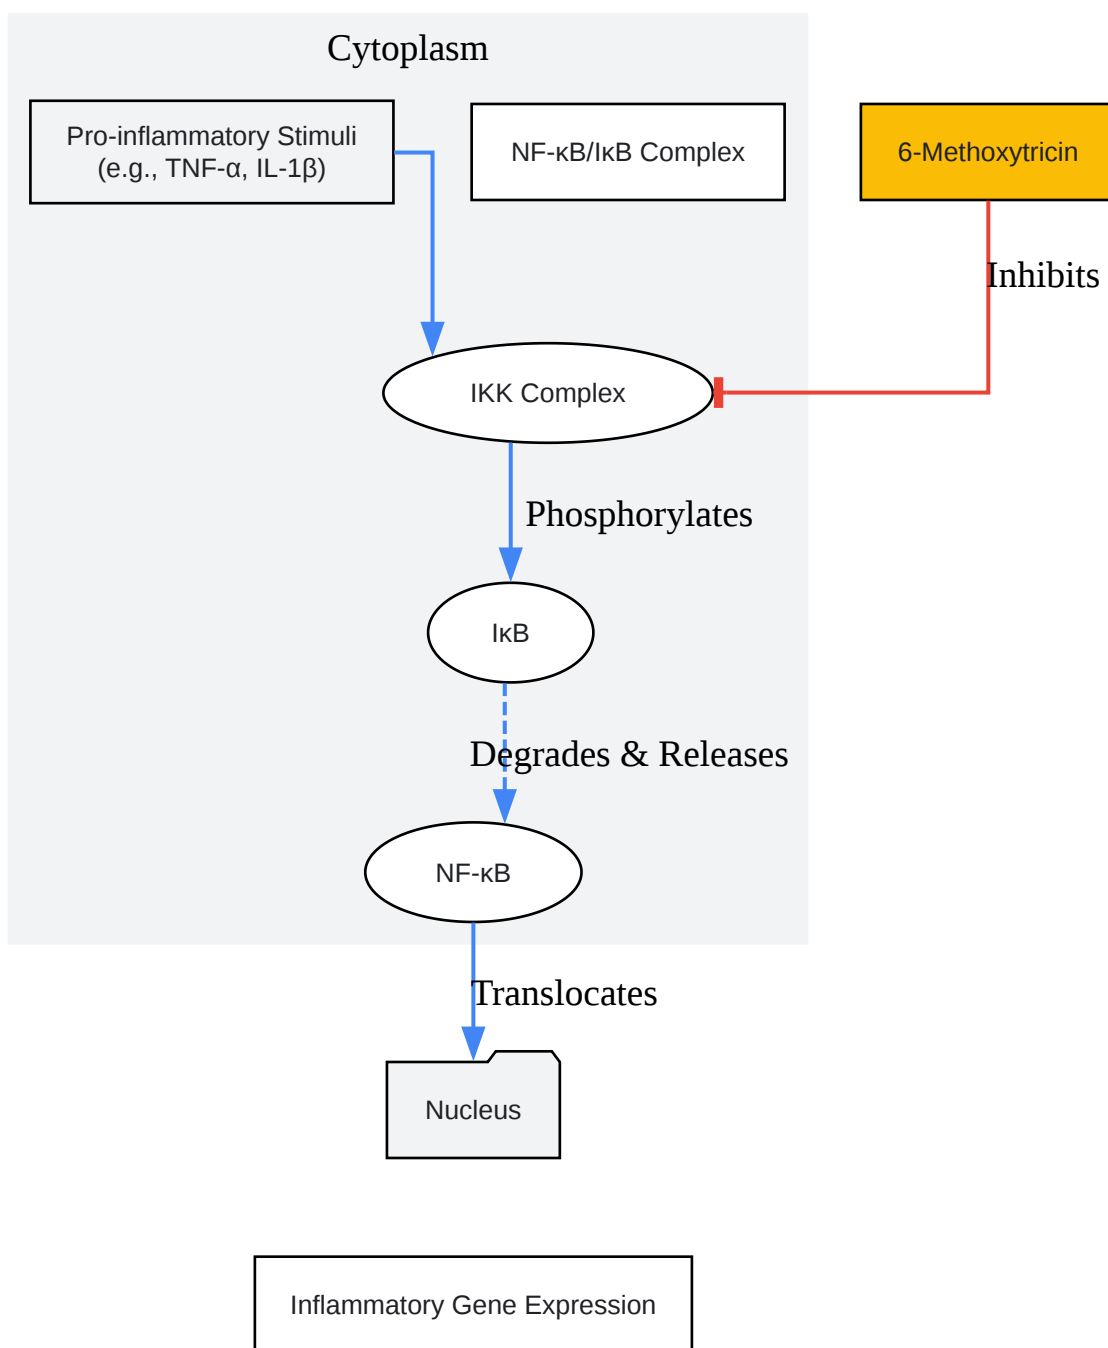 Cytoplasm
Pro-inflammatory Stimuli
(e.g., TNF-α, IL-1β)
NF-κB/IκB Complex
6-Methoxytricin
Inhibits
IKK Complex
Phosphorylates
IκB
Degrades & Releases
NF-κB
Translocates
Nucleus
Inflammatory Gene Expression